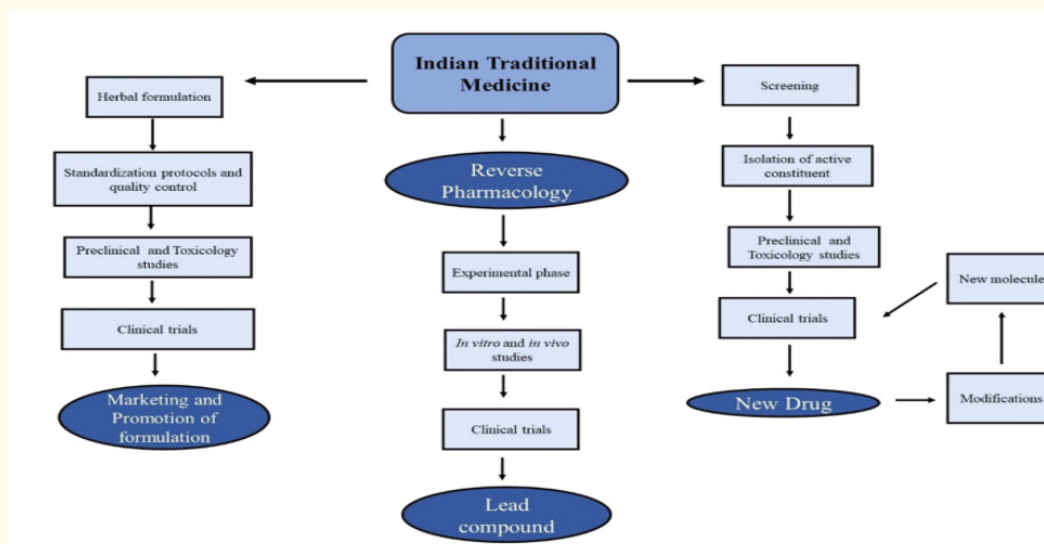 Indian Traditional
Medicine
Herbal formulation
Standardization protocols and
quality control
Preclinical and Toxicology
studies
Clinical trials
Marketing and
Promotion of
formulation
Reverse
Pharmacology
Experimental phase
In vitro and in vivo
studies
Clinical trials
Lead
compound
Screening
Isolation of active
constituent
Preclinical and
Toxicology studies
Clinical trials
New Drug
New molecule
Modifications